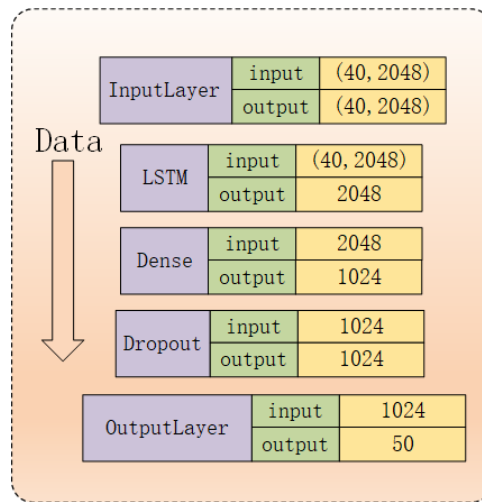 InputLayer input (40,2048)
output (40,2048)
Data
LSTM input (40,2048)
output 2048
Dense input 2048
output 1024
Dropout input 1024
output 1024
OutputLayer input 1024
output 50